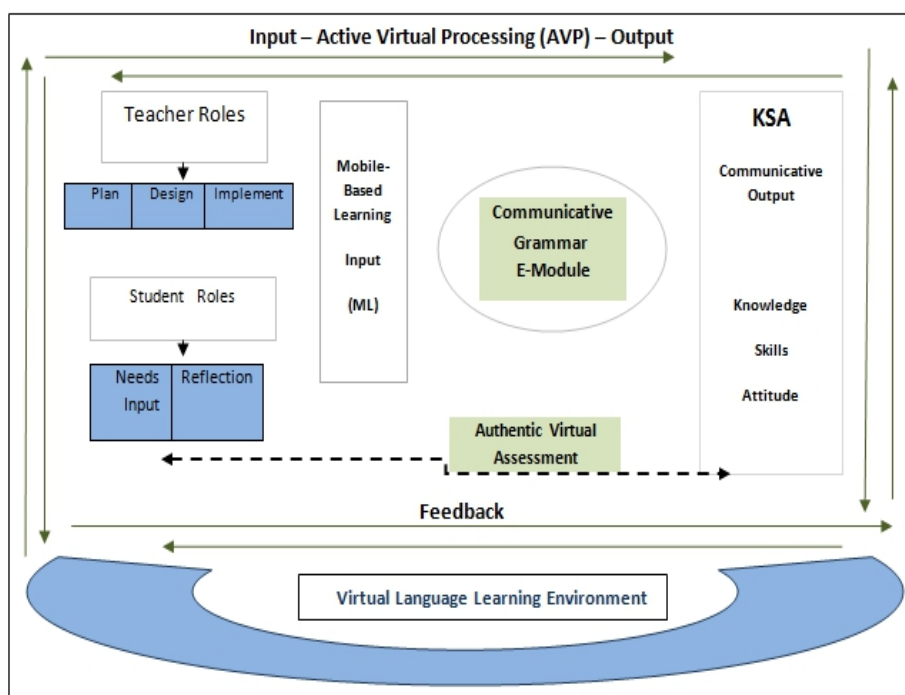 Input – Active Virtual Processing (AVP) – Output
Teacher Roles
Plan
Design
Implement
Student Roles
Needs
Input
Reflection
Mobile-
Based
Learning
Input
(ML)
Communicative
Grammar
E-Module
Authentic Virtual
Assessment
KSA
Communicative
Output
Knowledge
Skills
Attitude
Feedback
Virtual Language Learning Environment